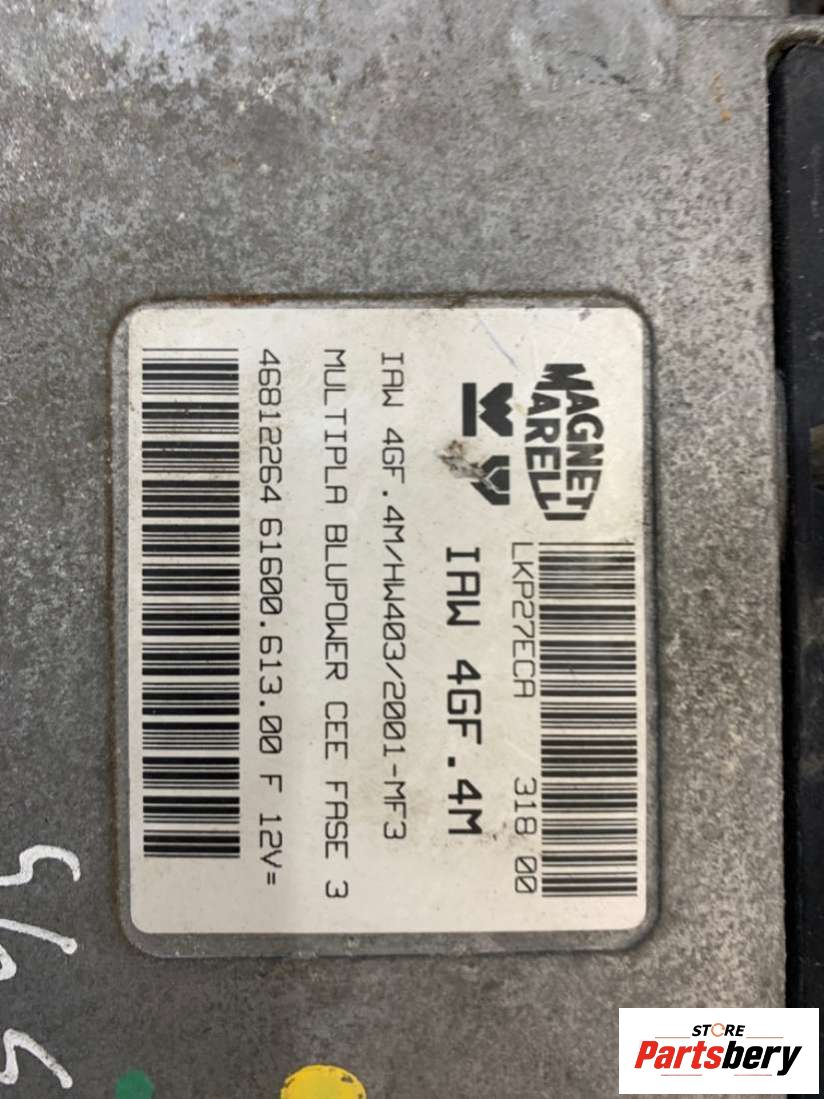 MAGNETI
MARELLI
LKP27ECA 318 00
IAW 4GF.4M
IAW 4GF.4M/HW403/2001-MF3
MULTIPLA BLUPOWER CEE FASE 3
46812264 61600.613.00 F 12V=
STORE
Partsbery